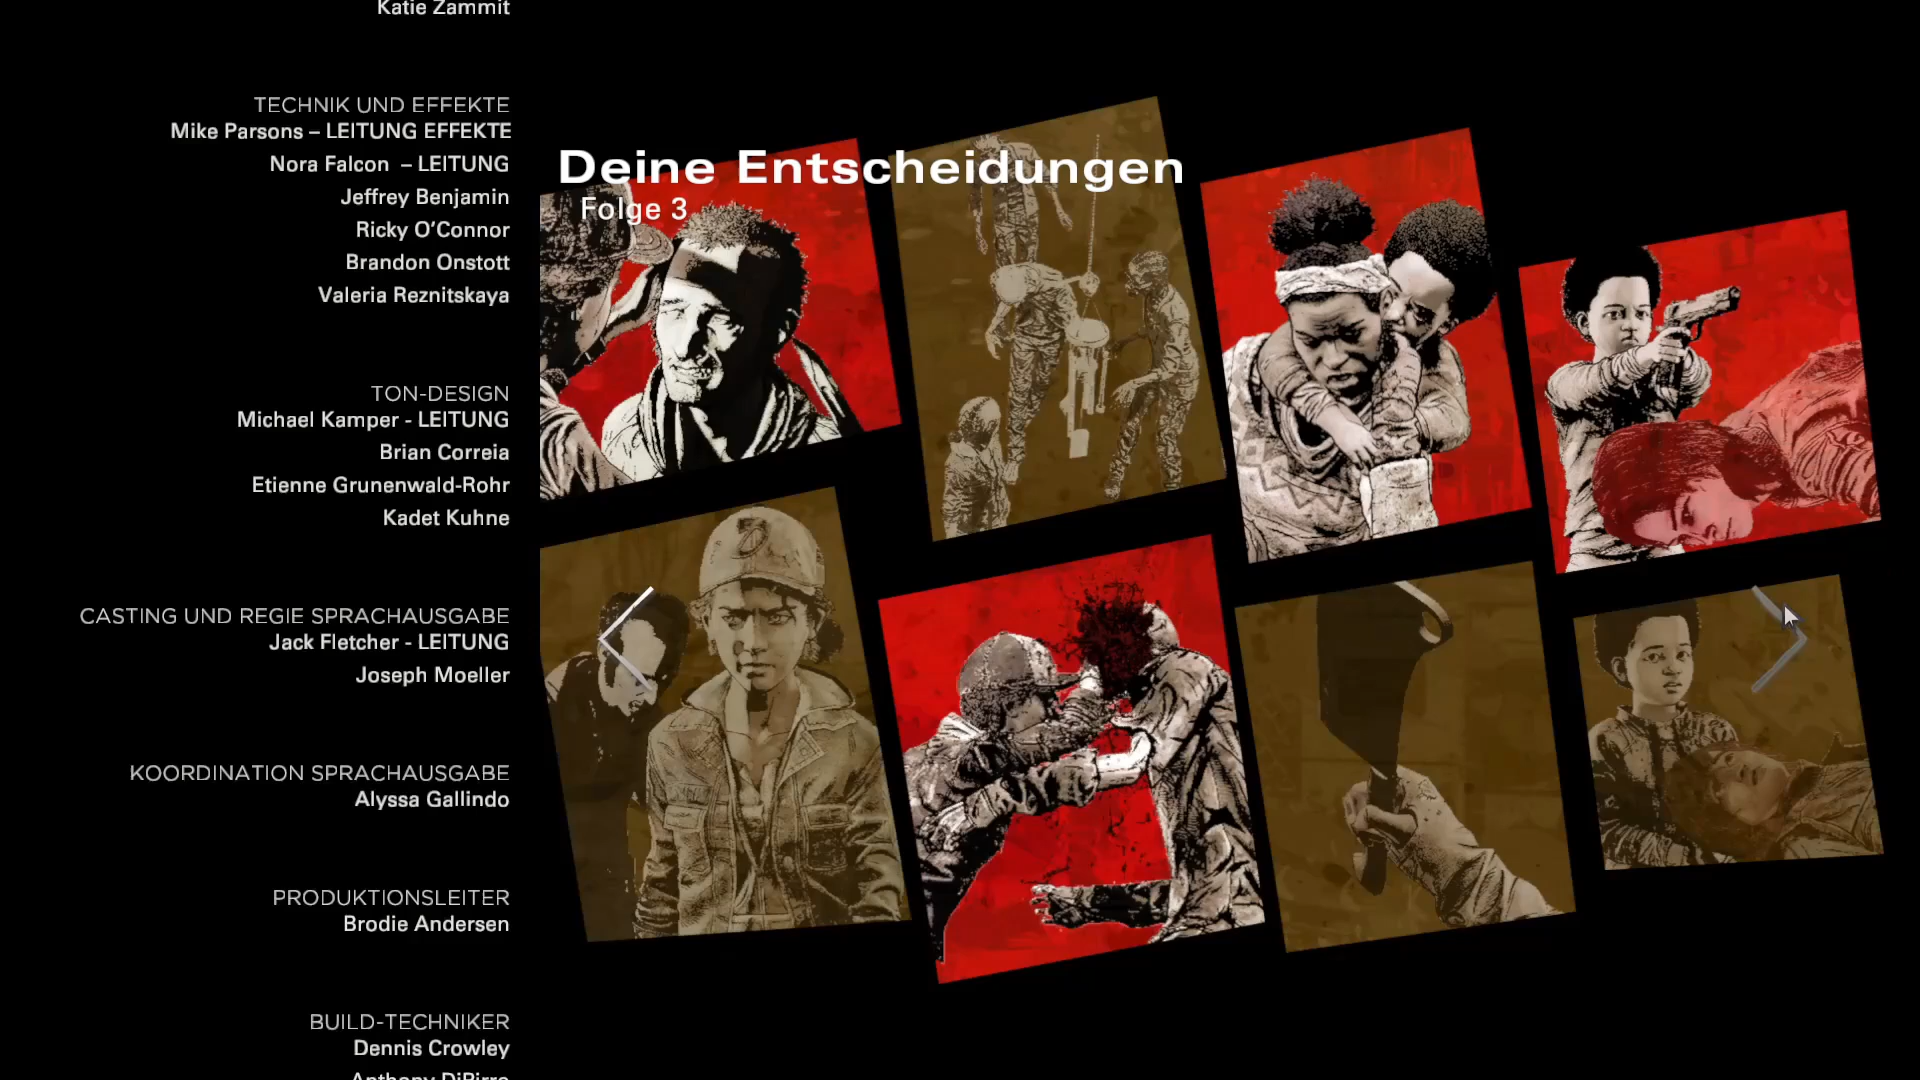 Katie Zammit
TECHNIK UND EFFEKTE
Mike Parsons – LEITUNG EFFEKTE
Nora Falcon  – LEITUNG
Jeffrey Benjamin
Ricky O’Connor
Brandon Onstott
Valeria Reznitskaya
TON-DESIGN
Michael Kamper - LEITUNG
Brian Correia
Etienne Grunenwald-Rohr
Kadet Kuhne
CASTING UND REGIE SPRACHAUSGABE
Jack Fletcher - LEITUNG
Joseph Moeller
KOORDINATION SPRACHAUSGABE
Alyssa Gallindo
PRODUKTIONSLEITER
Brodie Andersen
BUILD-TECHNIKER
Dennis Crowley
Anthony
Deine Entscheidungen
Folge 3
D